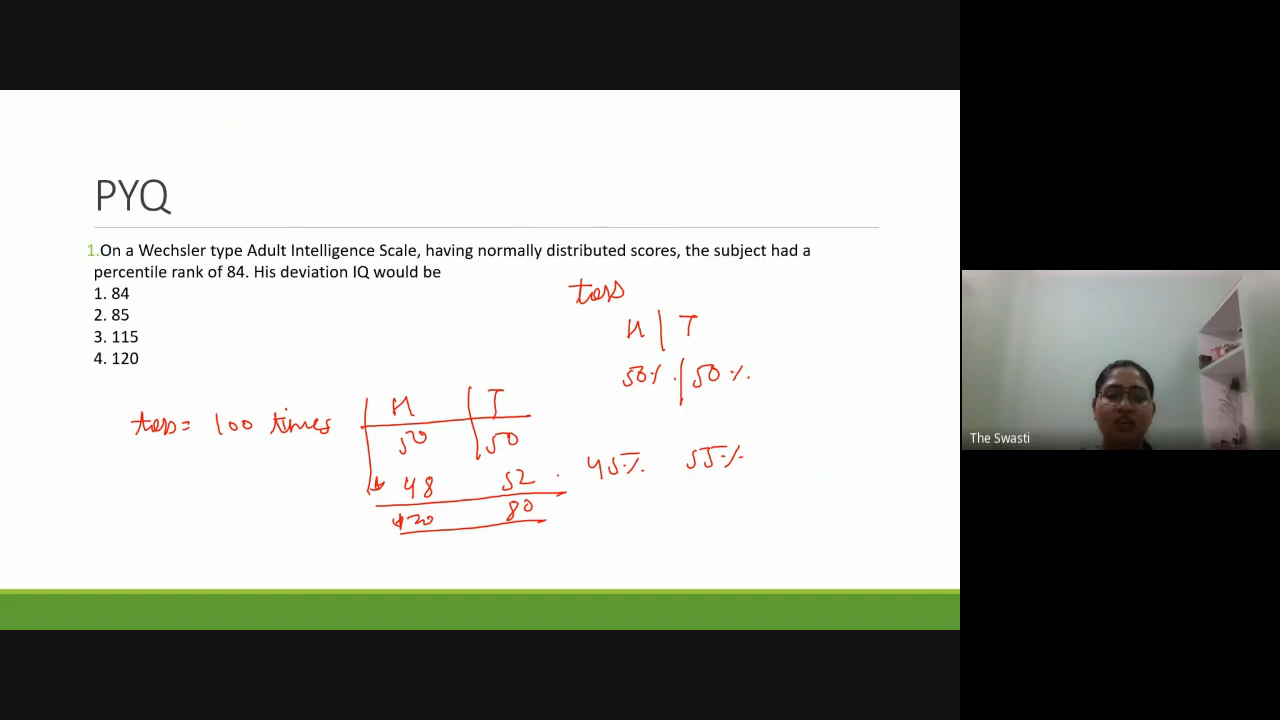 PYQ
1.On a Wechsler type Adult Intelligence Scale, having normally distributed scores, the subject had a
percentile rank of 84. His deviation IQ would be
1. 84
2. 85
3. 115
4. 120
toss
H | T
50% | 50%
toss = 100 times
H T
50 50
48 52
45% 55%
20 80
The Swasti